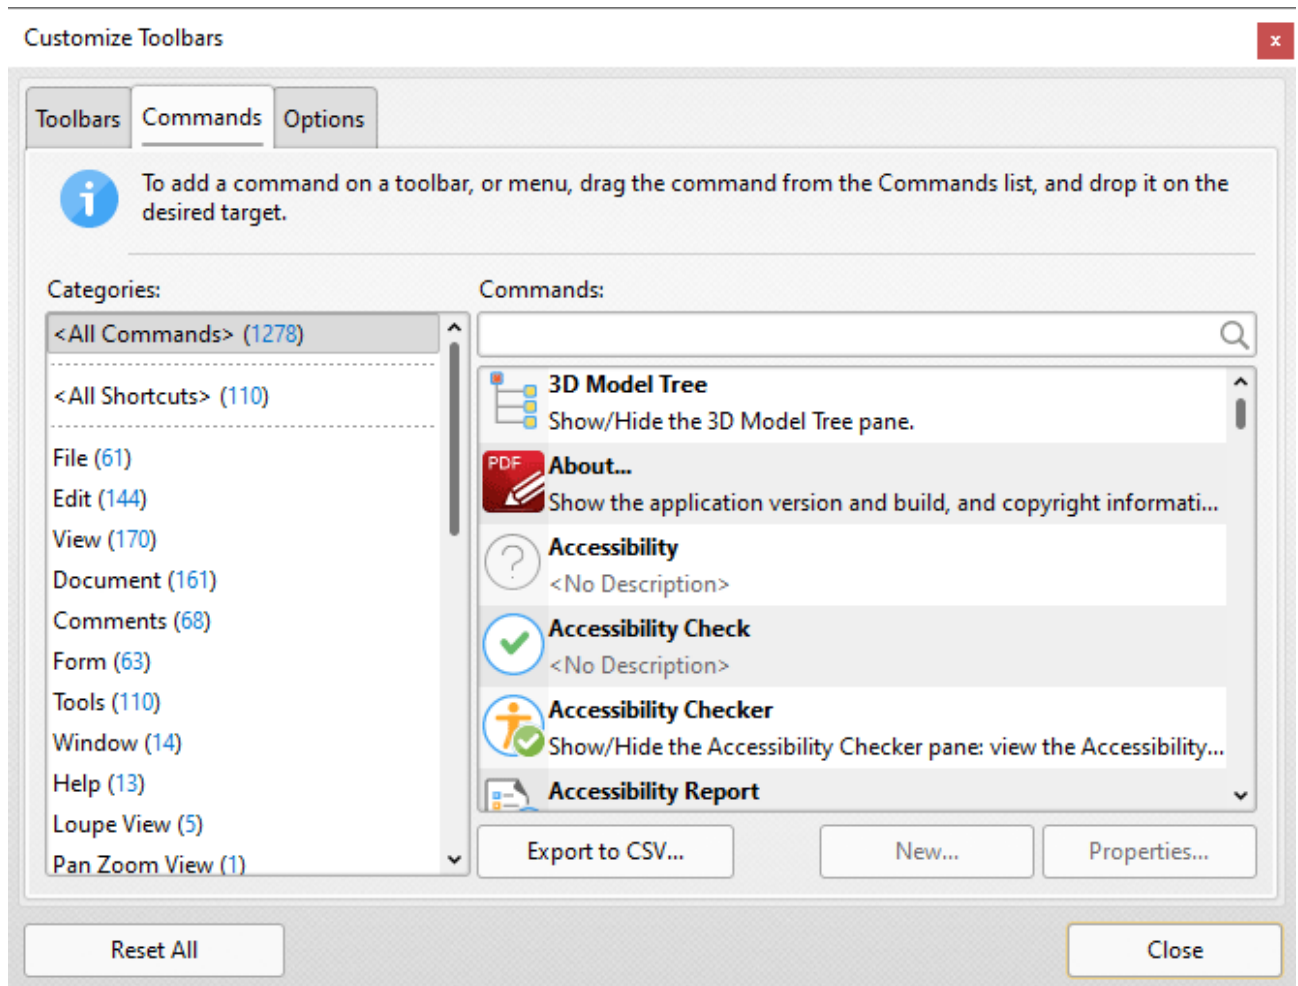 Customize Toolbars
x
Toolbars Commands Options
To add a command on a toolbar, or menu, drag the command from the Commands list, and drop it on the
desired target.
Categories:
<All Commands> (1278)
<All Shortcuts> (110)
File (61)
Edit (144)
View (170)
Document (161)
Comments (68)
Form (63)
Tools (110)
Window (14)
Help (13)
Loupe View (5)
Pan Zoom View (1)
Commands:
3D Model Tree
Show/Hide the 3D Model Tree pane.
PDF
About...
Show the application version and build, and copyright informati...
Accessibility
<No Description>
Accessibility Check
<No Description>
Accessibility Checker
Show/Hide the Accessibility Checker pane: view the Accessibility...
Accessibility Report
Export to CSV... New... Properties...
Reset All Close